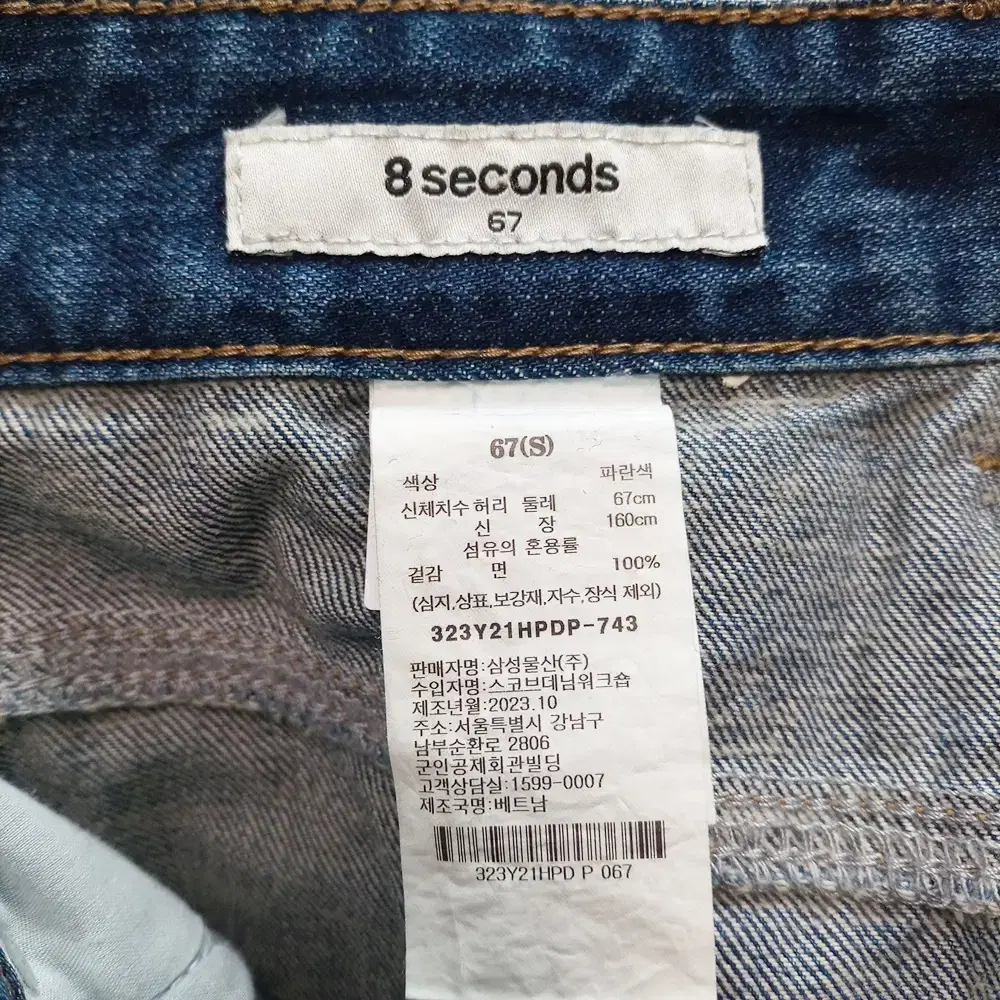 8 seconds
67
67(S)
색상 파란색
신체치수 허리 둘레 67cm
신 장 160cm
섬유의 혼용률
겉감 면 100%
(심지,상표,보강재,자수,장식 제외)
323Y21HPDP-743
판매자명:삼성물산(주)
수입자명:스코브데님워크숍
제조년월:2023.10
주소:서울특별시 강남구
남부순환로 2806
군인공제회관빌딩
고객상담실:1599-0007
제조국명:베트남
323Y21HPD P 067